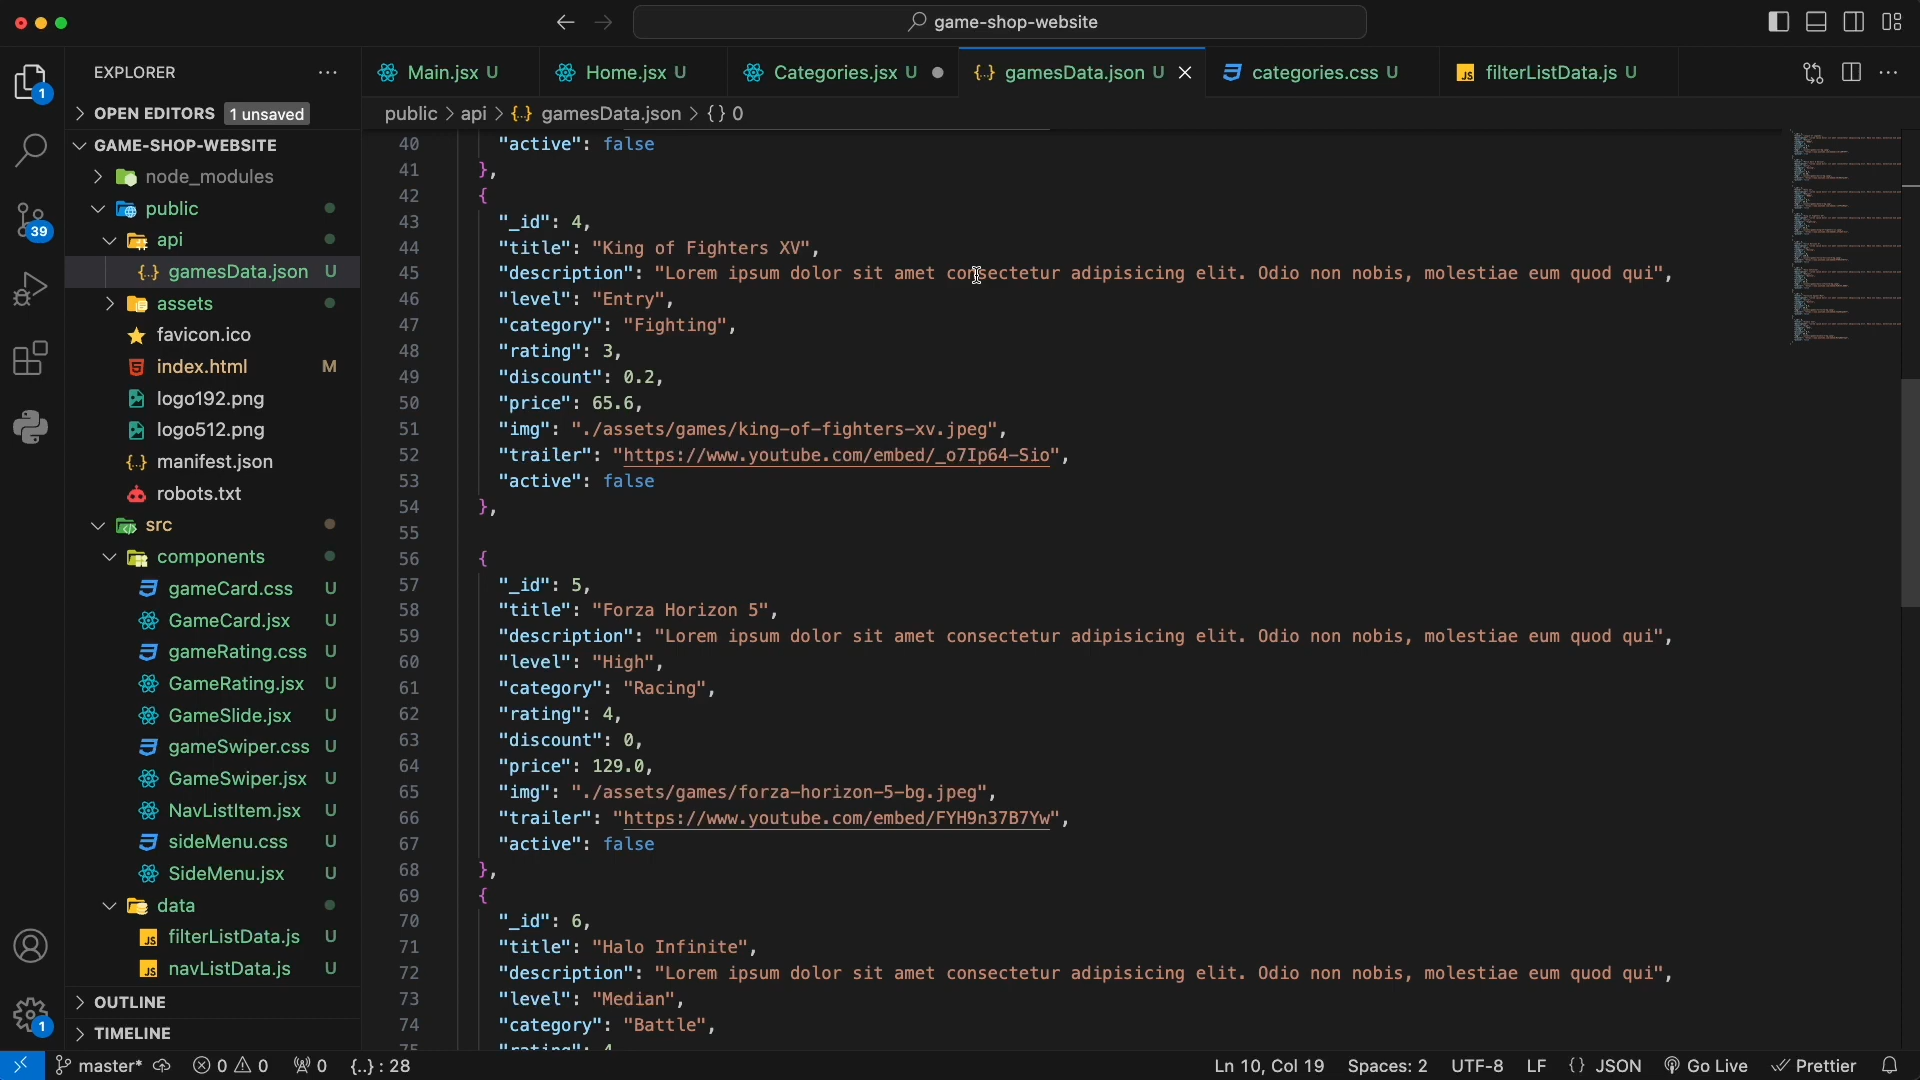 game-shop-website
EXPLORER
Main.jsx U
Home.jsx U
Categories.jsx U
gamesData.json U
categories.css U
filterListData.js U
OPEN EDITORS 1 unsaved
public > api > {..} gamesData.json > {} 0
GAME-SHOP-WEBSITE
node_modules
public
api
gamesData.json U
assets
favicon.ico
index.html M
logo192.png
logo512.png
manifest.json
robots.txt
src
components
gameCard.css U
GameCard.jsx U
gameRating.css U
GameRating.jsx U
GameSlide.jsx U
gameSwiper.css U
GameSwiper.jsx U
NavListItem.jsx U
sideMenu.css U
SideMenu.jsx U
data
filterListData.js U
navListData.js U
OUTLINE
TIMELINE
1
39
1
40 "active": false
41 },
42 {
43 "_id": 4,
44 "title": "King of Fighters XV",
45 "description": "Lorem ipsum dolor sit amet consectetur adipisicing elit. Odio non nobis, molestiae eum quod qui",
46 "level": "Entry",
47 "category": "Fighting",
48 "rating": 3,
49 "discount": 0.2,
50 "price": 65.6,
51 "img": "./assets/games/king-of-fighters-xv.jpeg",
52 "trailer": "https://www.youtube.com/embed/_o7Ip64-Sio",
53 "active": false
54 },
55
56 {
57 "_id": 5,
58 "title": "Forza Horizon 5",
59 "description": "Lorem ipsum dolor sit amet consectetur adipisicing elit. Odio non nobis, molestiae eum quod qui",
60 "level": "High",
61 "category": "Racing",
62 "rating": 4,
63 "discount": 0,
64 "price": 129.0,
65 "img": "./assets/games/forza-horizon-5-bg.jpeg",
66 "trailer": "https://www.youtube.com/embed/FYH9n37B7Yw",
67 "active": false
68 },
69 {
70 "_id": 6,
71 "title": "Halo Infinite",
72 "description": "Lorem ipsum dolor sit amet consectetur adipisicing elit. Odio non nobis, molestiae eum quod qui",
73 "level": "Median",
74 "category": "Battle",
75 "rating": 4
master* 0 0 0 {..} : 28 Ln 10, Col 19 Spaces: 2 UTF-8 LF {} JSON Go Live Prettier